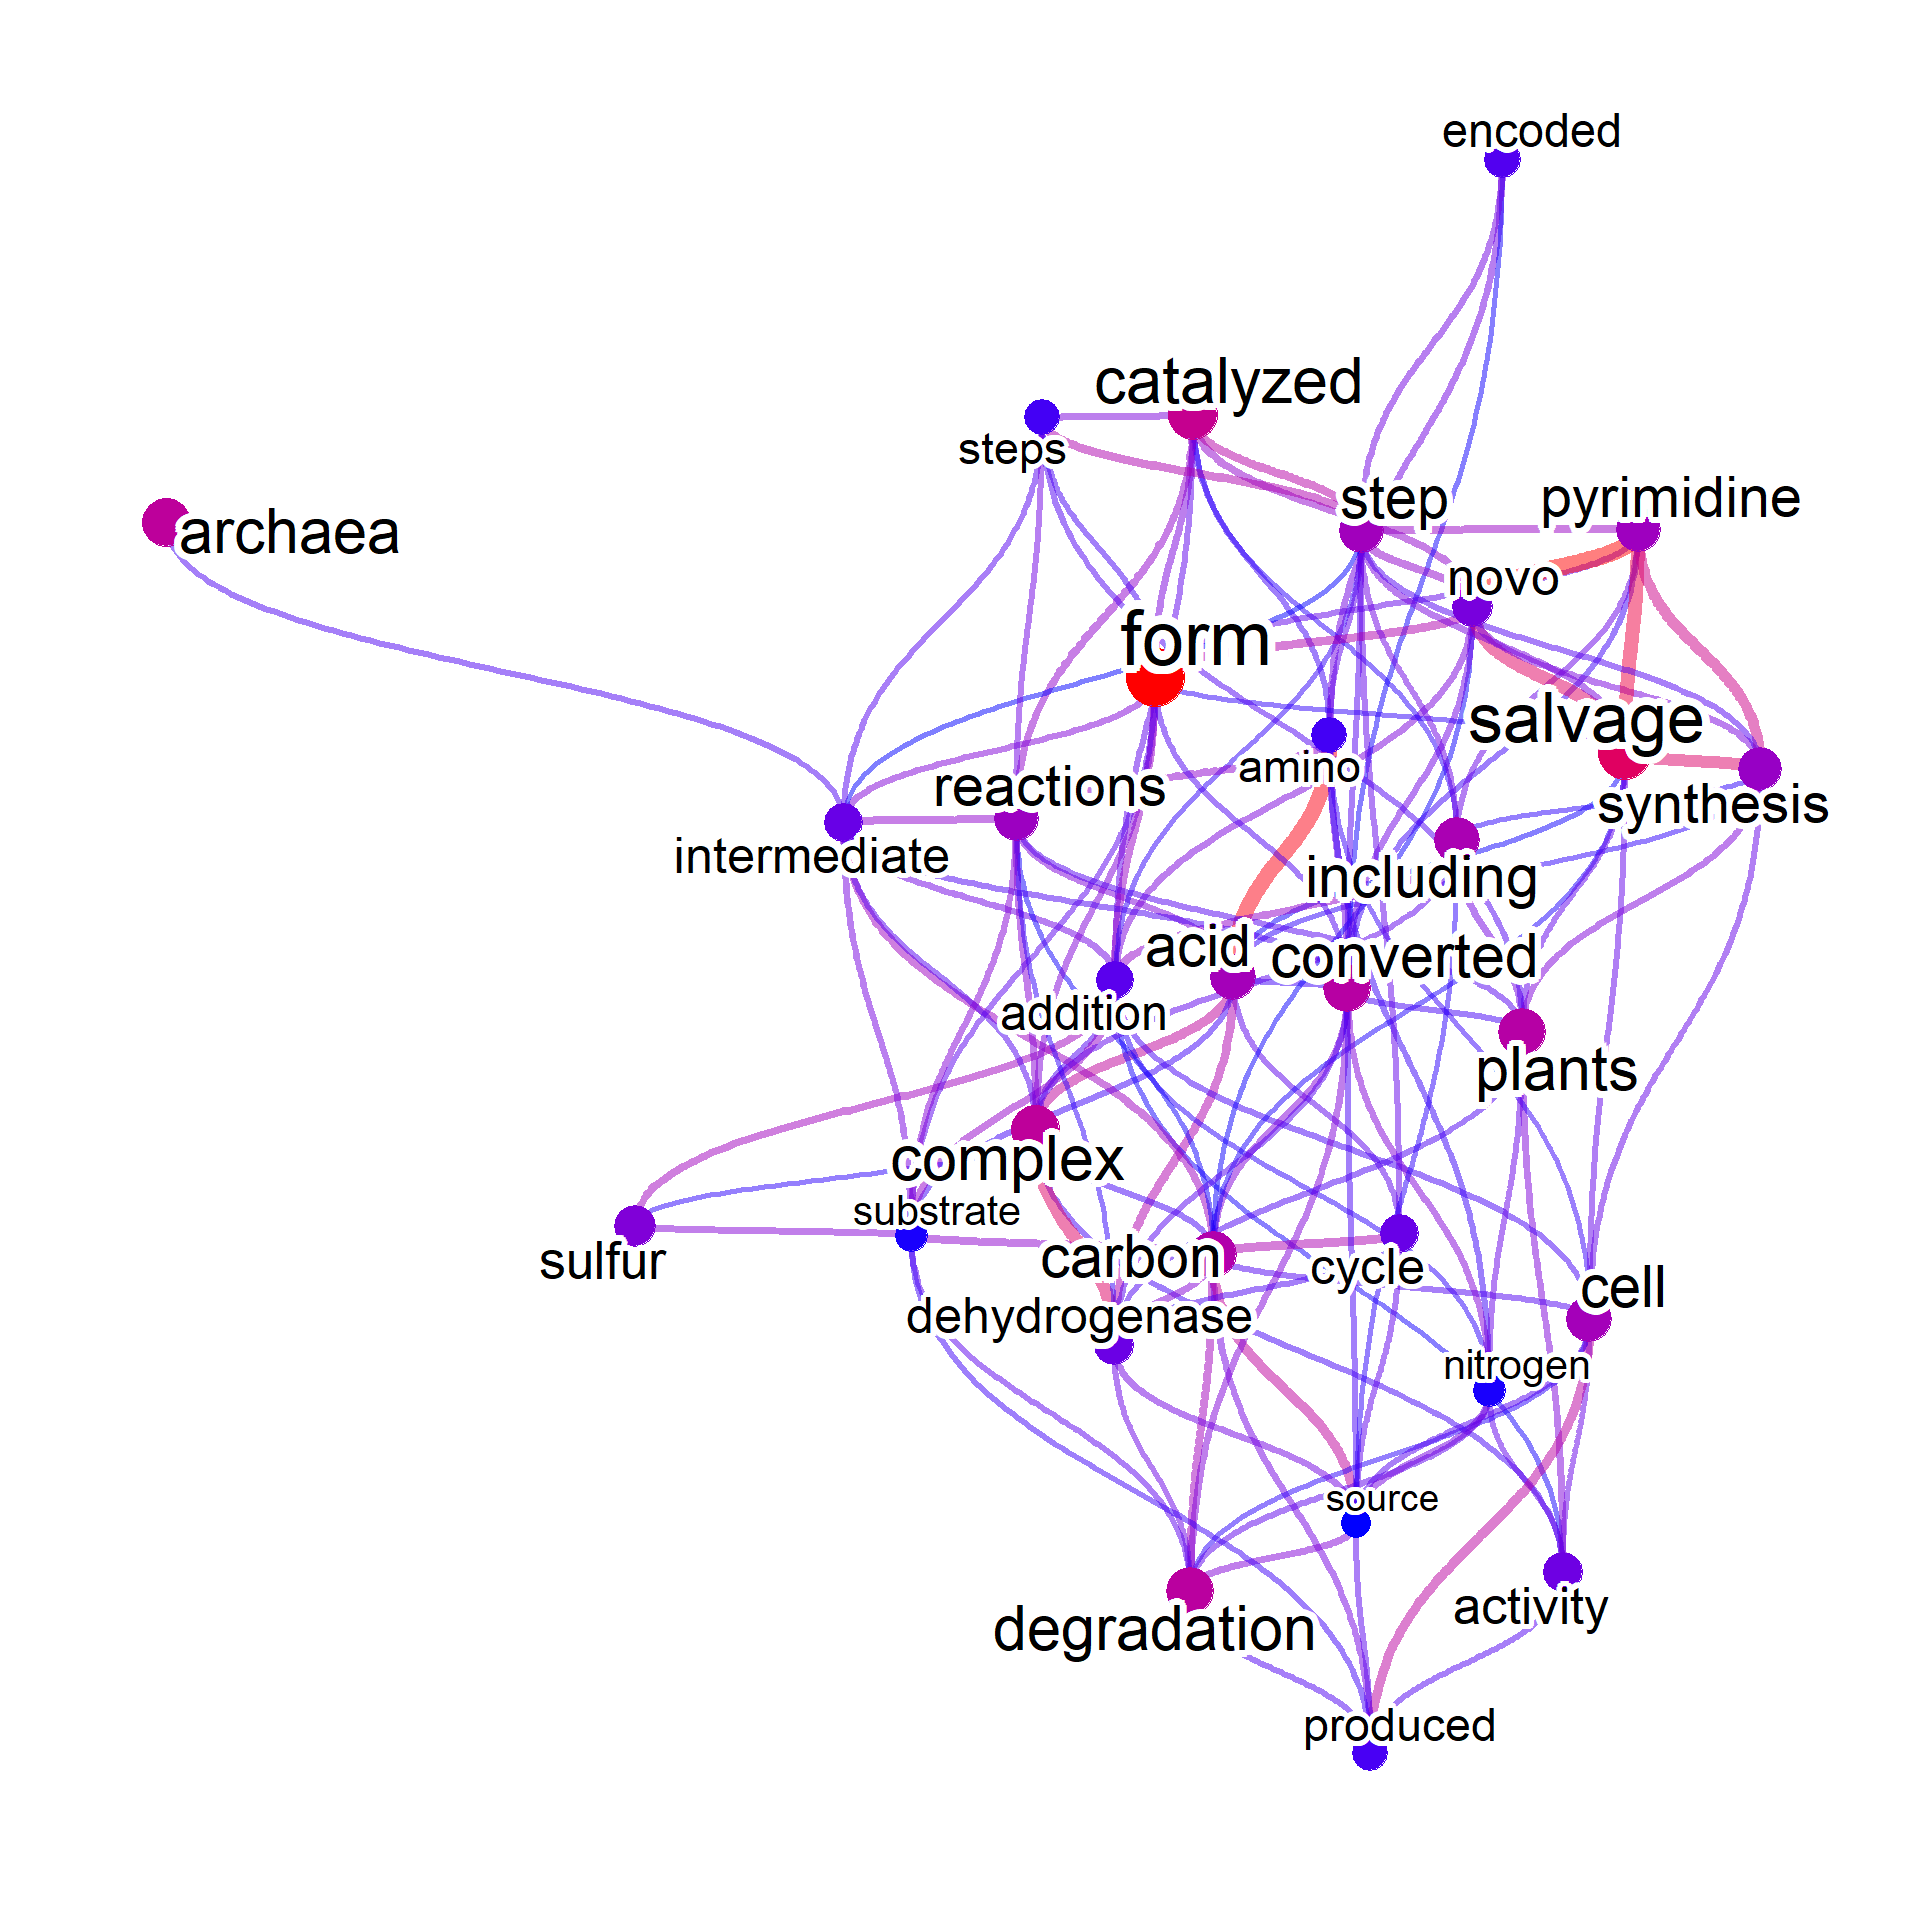 encoded
catalyzed
steps
step
pyrimidine
archaea
novo
form
salvage
amino
reactions
synthesis
intermediate
including
acid
converted
addition
plants
complex
substrate
sulfur
carbon
cycle
cell
dehydrogenase
nitrogen
source
activity
degradation
produced